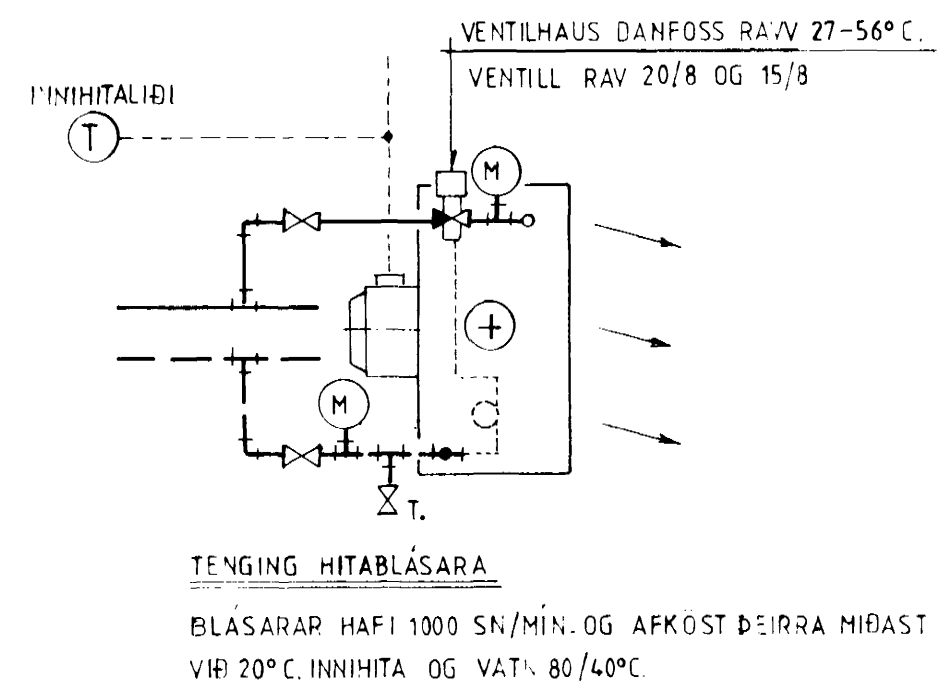 VENTILHAUS DANFOSS RAVV 27-56°C.
VENTILL RAV 20/8 OG 15/8
INNIHITALIÐI
T
M
M
T.
TENGING HITABLÁSARA
BLÁSARAR HAFI 1000 SN/MÍN. OG AFKÖST ÞEIRRA MIÐAST
VIÐ 20°C. INNIHITA OG VATN 80/40°C.